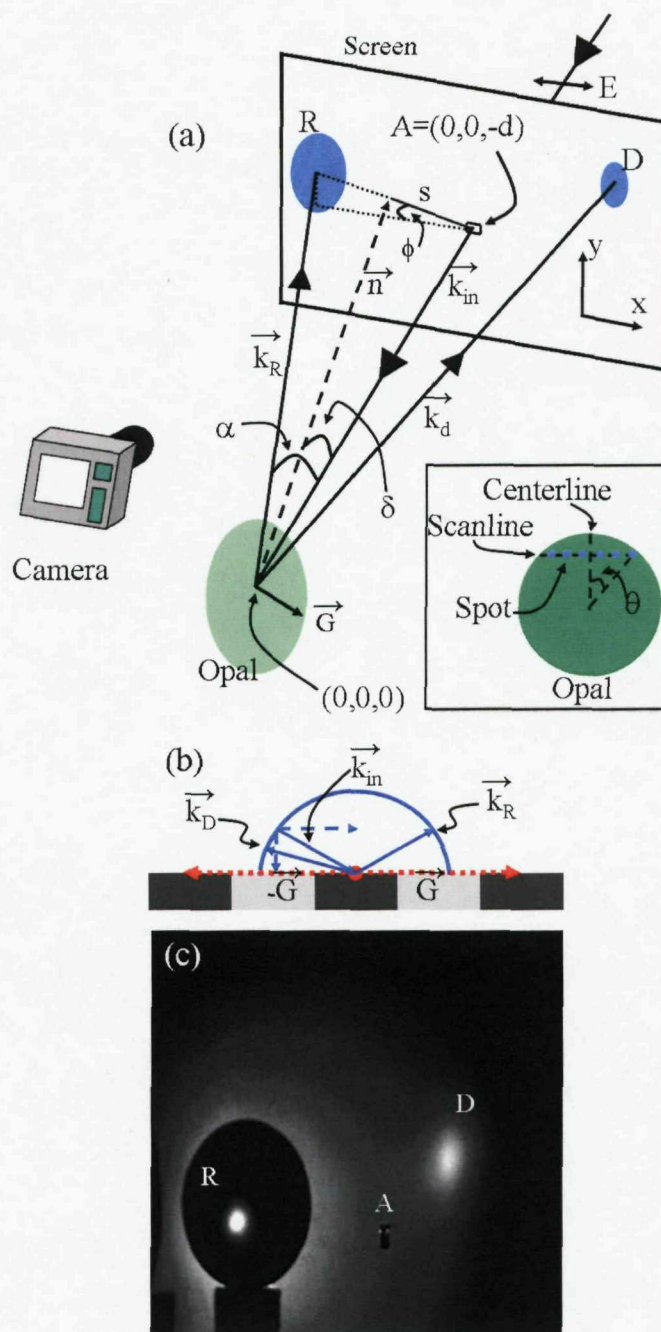 Screen
E
(a)
R
A=(0,0,-d)
D
s
ϕ
n
k_in
y
x
k_R
k_d
α
δ
Camera
G
Opal
(0,0,0)
Centerline
Scanline
Spot
θ
Opal
(b)
k_in
k_D
k_R
-G
G
(c)
D
R
A